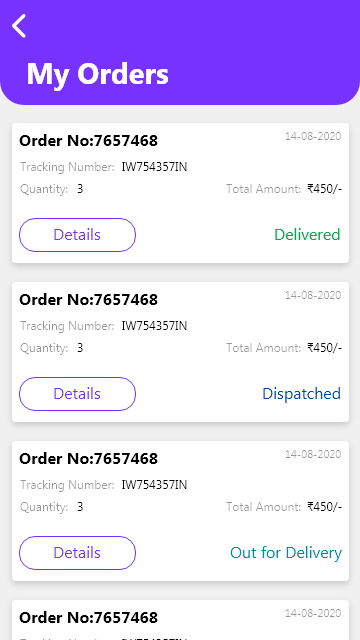 My Orders
Order No:7657468 14-08-2020
Tracking Number: IW754357IN
Quantity: 3 Total Amount: ₹450/-
Details Delivered
Order No:7657468 14-08-2020
Tracking Number: IW754357IN
Quantity: 3 Total Amount: ₹450/-
Details Dispatched
Order No:7657468 14-08-2020
Tracking Number: IW754357IN
Quantity: 3 Total Amount: ₹450/-
Details Out for Delivery
Order No:7657468 14-08-2020